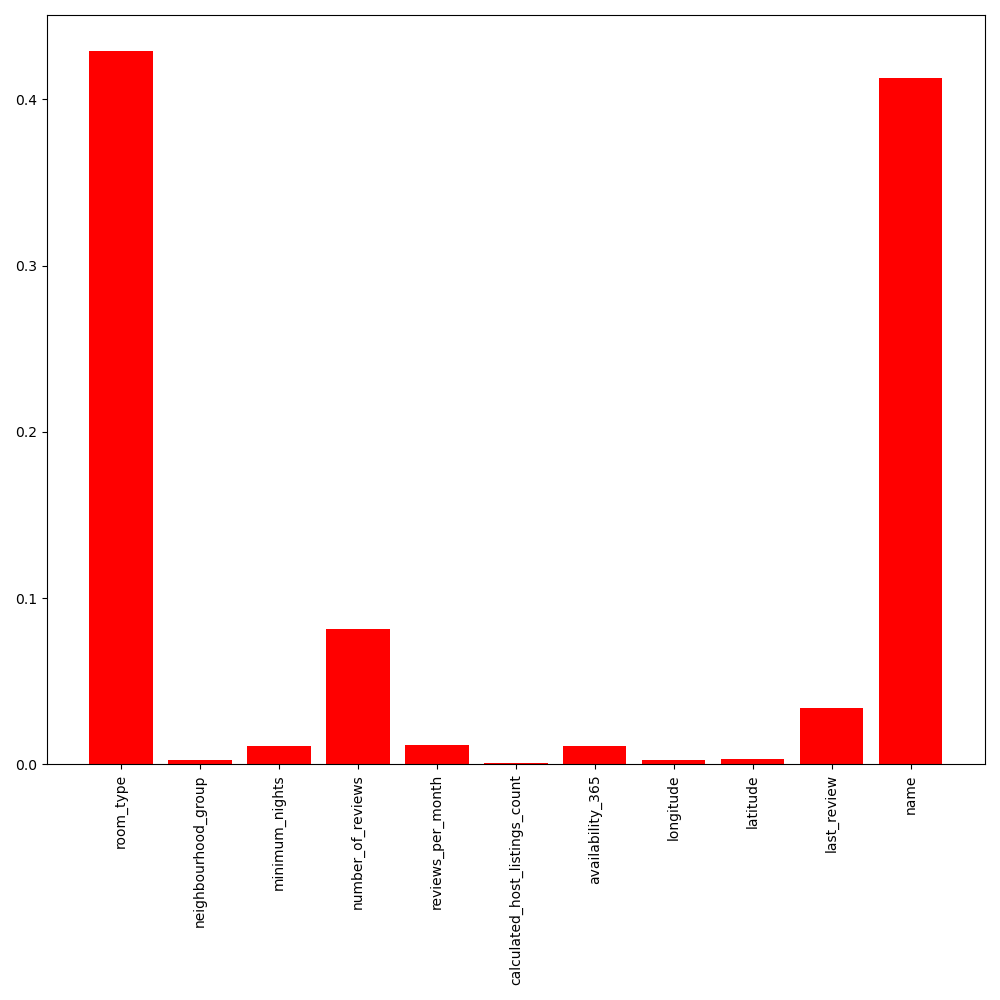 0.4
0.3
0.2
0.1
0.0
room_type
neighbourhood_group
minimum_nights
number_of_reviews
reviews_per_month
calculated_host_listings_count
availability_365
longitude
latitude
last_review
name